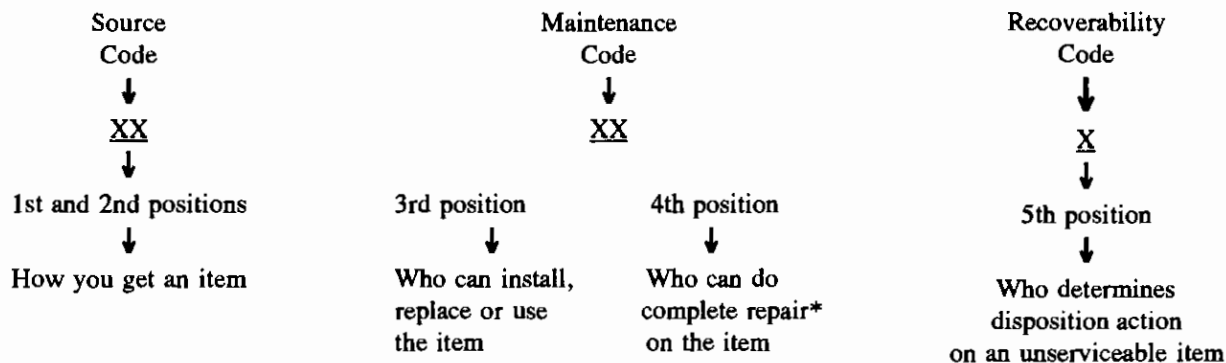 Source
Code
XX
1st and 2nd positions
How you get an item
Maintenance
Code
XX
3rd position
Who can install,
replace or use
the item
4th position
Who can do
complete repair*
on the item
Recoverability
Code
X
5th position
Who determines
disposition action
on an unserviceable item